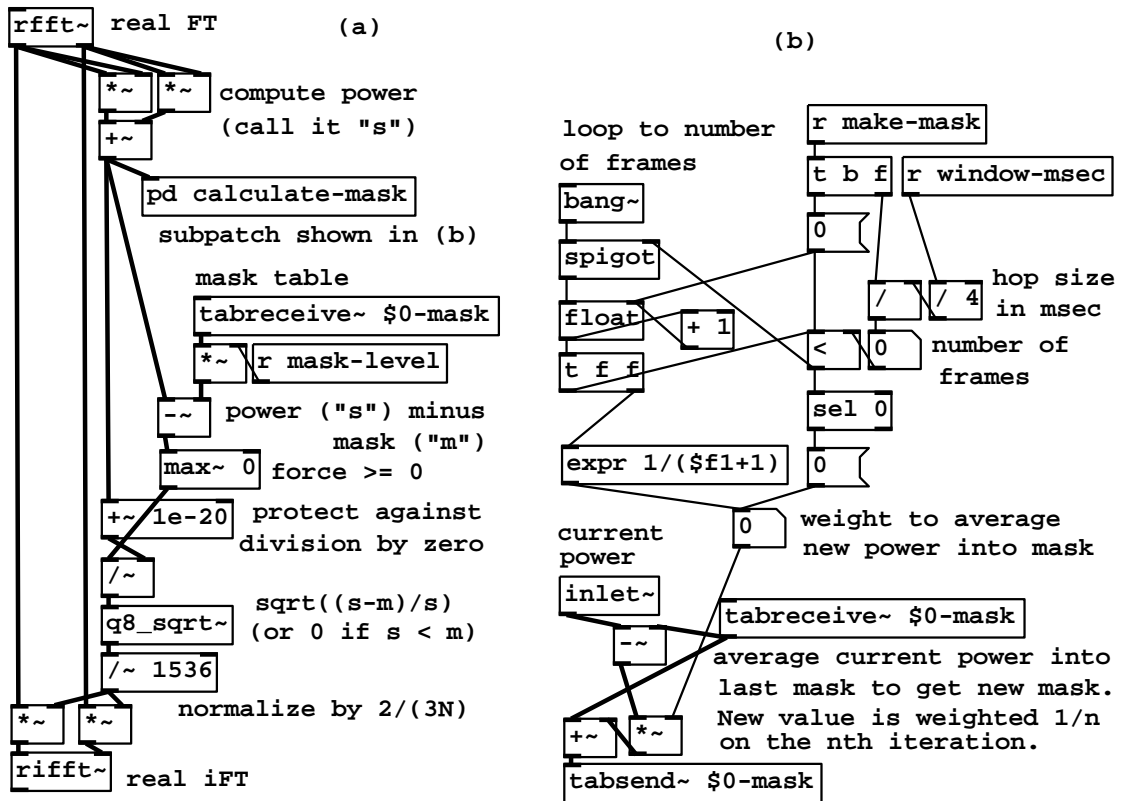 (a)
rfft~ real FT
*~ *~
compute power
+~
(call it "s")
pd calculate-mask
subpatch shown in (b)
mask table
tabreceive~ $0-mask
*~ r mask-level
-~ power ("s") minus
mask ("m")
max~ 0 force >= 0
+~ 1e-20 protect against
division by zero
/~
q8_sqrt~
sqrt((s-m)/s)
(or 0 if s < m)
/~ 1536
normalize by 2/(3N)
*~ *~
rifft~ real iFT
(b)
r make-mask
loop to number
of frames
t b f r window-msec
bang~
0
spigot
/ / 4
hop size
in msec
float + 1
< 0
number of
frames
t f f
sel 0
expr 1/($f1+1)
0
0
weight to average
new power into mask
current
power
inlet~
tabreceive~ $0-mask
-~
average current power into
last mask to get new mask.
New value is weighted 1/n
on the nth iteration.
+~ *~
tabsend~ $0-mask